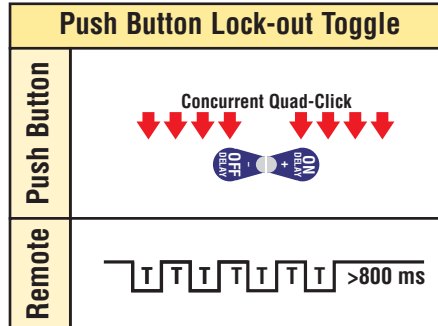 Push Button Lock-out Toggle
Push Button
Concurrent Quad-Click
OFF
DELAY
-
+
ON
DELAY
Remote
T T T T T T T >800 ms